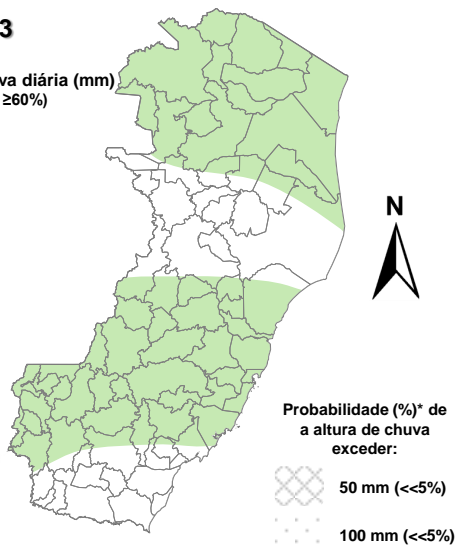 3
va diária (mm)
≥60%)
N
Probabilidade (%)* de
a altura de chuva
exceder:
50 mm (<<5%)
100 mm (<<5%)